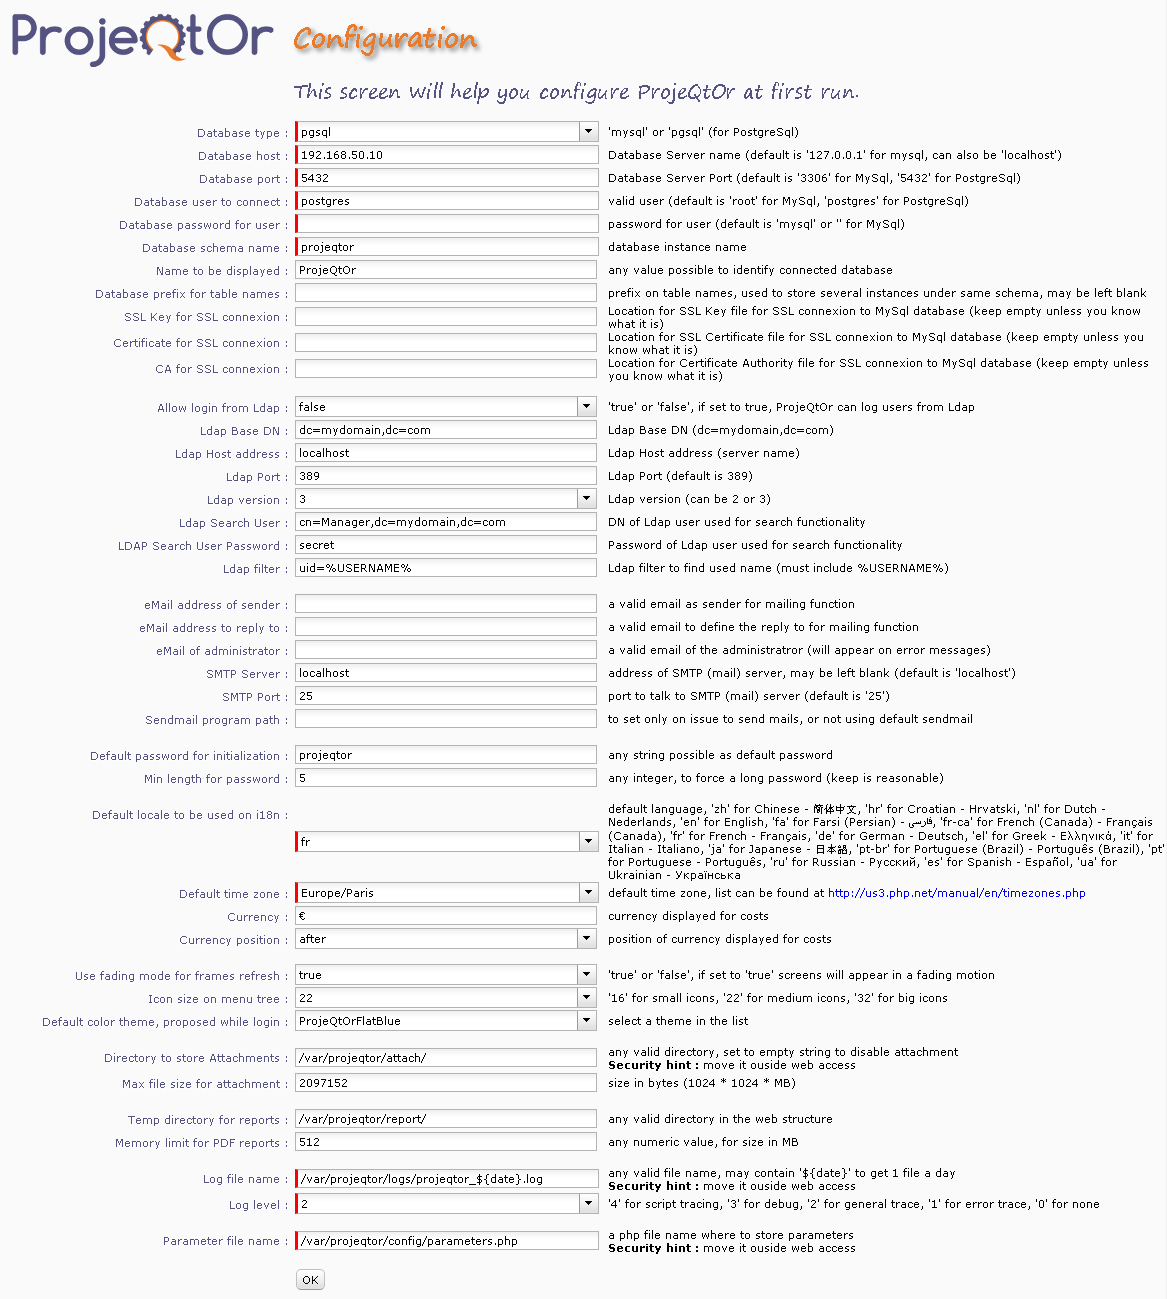 ProjeQtOr Configuration
This screen will help you configure ProjeQtOr at first run.
Database type : pgsql 'mysql' or 'pgsql' (for PostgreSql)
Database host : 192.168.50.10 Database Server name (default is '127.0.0.1' for mysql, can also be 'localhost')
Database port : 5432 Database Server Port (default is '3306' for MySql, '5432' for PostgreSql)
Database user to connect : postgres valid user (default is 'root' for MySql, 'postgres' for PostgreSql)
Database password for user : password for user (default is 'mysql' or '' for MySql)
Database schema name : projeqtor database instance name
Name to be displayed : ProjeQtOr any value possible to identify connected database
Database prefix for table names : prefix on table names, used to store several instances under same schema, may be left blank
SSL Key for SSL connexion : Location for SSL Key file for SSL connexion to MySql database (keep empty unless you know
what it is)
Certificate for SSL connexion : Location for SSL Certificate file for SSL connexion to MySql database (keep empty unless you
know what it is)
CA for SSL connexion : Location for Certificate Authority file for SSL connexion to MySql database (keep empty unless
you know what it is)
Allow login from Ldap : false 'true' or 'false', if set to true, ProjeQtOr can log users from Ldap
Ldap Base DN : dc=mydomain,dc=com Ldap Base DN (dc=mydomain,dc=com)
Ldap Host address : localhost Ldap Host address (server name)
Ldap Port : 389 Ldap Port (default is 389)
Ldap version : 3 Ldap version (can be 2 or 3)
Ldap Search User : cn=Manager,dc=mydomain,dc=com DN of Ldap user used for search functionality
LDAP Search User Password : secret Password of Ldap user used for search functionality
Ldap filter : uid=%USERNAME% Ldap filter to find used name (must include %USERNAME%)
eMail address of sender : a valid email as sender for mailing function
eMail address to reply to : a valid email to define the reply to for mailing function
eMail of administrator : a valid email of the administratror (will appear on error messages)
SMTP Server : localhost address of SMTP (mail) server, may be left blank (default is 'localhost')
SMTP Port : 25 port to talk to SMTP (mail) server (default is '25')
Sendmail program path : to set only on issue to send mails, or not using default sendmail
Default password for initialization : projeqtor any string possible as default password
Min length for password : 5 any integer, to force a long password (keep is reasonable)
Default locale to be used on i18n : fr default language, 'zh' for Chinese - 简体中文, 'hr' for Croatian - Hrvatski, 'nl' for Dutch -
Nederlands, 'en' for English, 'fa' for Farsi (Persian) - فارسی, 'fr-ca' for French (Canada) - Français
(Canada), 'fr' for French - Français, 'de' for German - Deutsch, 'el' for Greek - Ελληνικά, 'it' for
Italian - Italiano, 'ja' for Japanese - 日本語, 'pt-br' for Portuguese (Brazil) - Português (Brazil), 'pt'
for Portuguese - Português, 'ru' for Russian - Русский, 'es' for Spanish - Español, 'ua' for
Ukrainian - Українська
Default time zone : Europe/Paris default time zone, list can be found at http://us3.php.net/manual/en/timezones.php
Currency : € currency displayed for costs
Currency position : after position of currency displayed for costs
Use fading mode for frames refresh : true 'true' or 'false', if set to 'true' screens will appear in a fading motion
Icon size on menu tree : 22 '16' for small icons, '22' for medium icons, '32' for big icons
Default color theme, proposed while login : ProjeQtOrFlatBlue select a theme in the list
Directory to store Attachments : /var/projeqtor/attach/ any valid directory, set to empty string to disable attachment
Security hint : move it ouside web access
Max file size for attachment : 2097152 size in bytes (1024 * 1024 * MB)
Temp directory for reports : /var/projeqtor/report/ any valid directory in the web structure
Memory limit for PDF reports : 512 any numeric value, for size in MB
Log file name : /var/projeqtor/logs/projeqtor_${date}.log any valid file name, may contain '${date}' to get 1 file a day
Security hint : move it ouside web access
Log level : 2 '4' for script tracing, '3' for debug, '2' for general trace, '1' for error trace, '0' for none
Parameter file name : /var/projeqtor/config/parameters.php a php file name where to store parameters
Security hint : move it ouside web access
OK